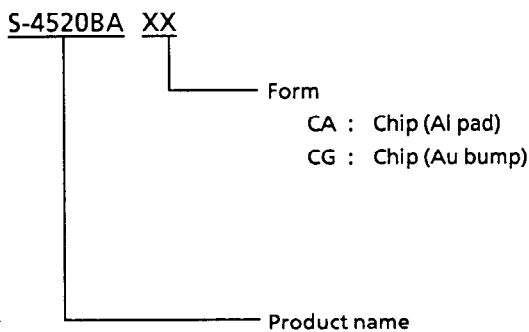 S-4520BA XX
Form
CA : Chip (Al pad)
CG : Chip (Au bump)
Product name